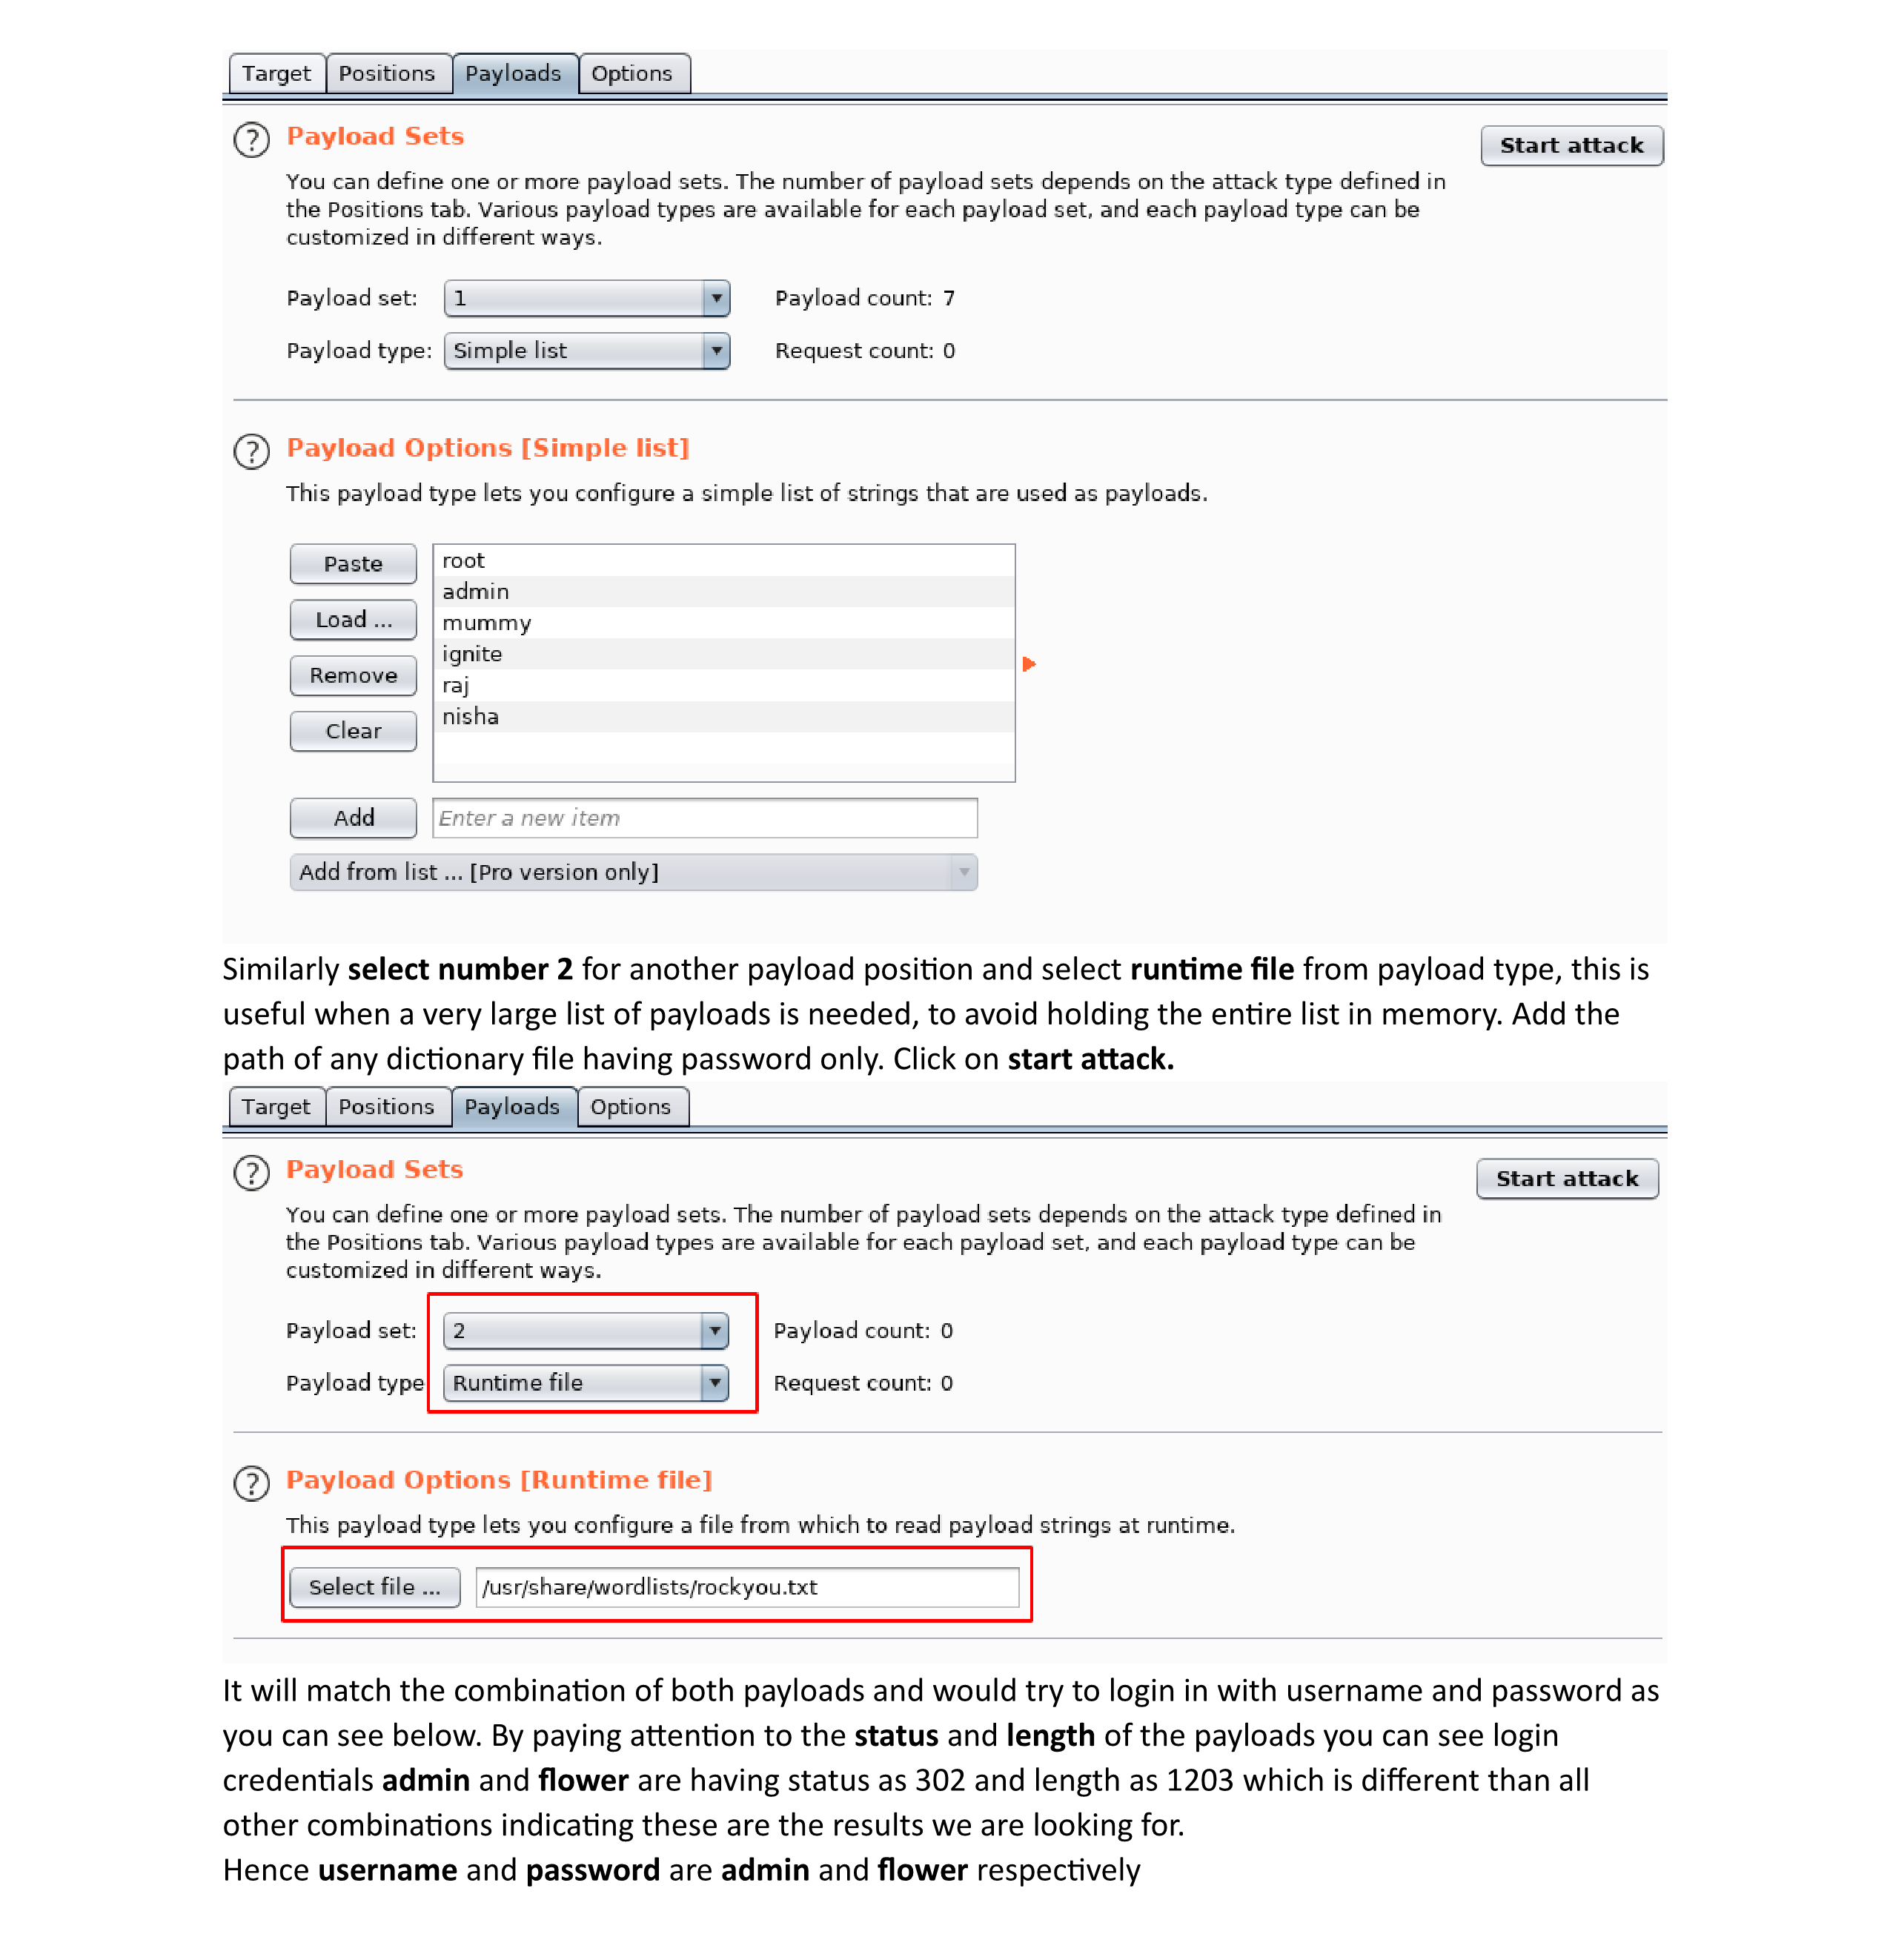 Target Positions Payloads Options
? Payload Sets Start attack
You can define one or more payload sets. The number of payload sets depends on the attack type defined in
the Positions tab. Various payload types are available for each payload set, and each payload type can be
customized in different ways.
Payload set: 1 Payload count: 7
Payload type: Simple list Request count: 0
? Payload Options [Simple list]
This payload type lets you configure a simple list of strings that are used as payloads.
Paste
Load ...
Remove
Clear
root
admin
mummy
ignite
raj
nisha
Add Enter a new item
Add from list ... [Pro version only]
Similarly select number 2 for another payload position and select runtime file from payload type, this is
useful when a very large list of payloads is needed, to avoid holding the entire list in memory. Add the
path of any dictionary file having password only. Click on start attack.
Target Positions Payloads Options
? Payload Sets Start attack
You can define one or more payload sets. The number of payload sets depends on the attack type defined in
the Positions tab. Various payload types are available for each payload set, and each payload type can be
customized in different ways.
Payload set: 2 Payload count: 0
Payload type Runtime file Request count: 0
? Payload Options [Runtime file]
This payload type lets you configure a file from which to read payload strings at runtime.
Select file ... /usr/share/wordlists/rockyou.txt
It will match the combination of both payloads and would try to login in with username and password as
you can see below. By paying attention to the status and length of the payloads you can see login
credentials admin and flower are having status as 302 and length as 1203 which is different than all
other combinations indicating these are the results we are looking for.
Hence username and password are admin and flower respectively